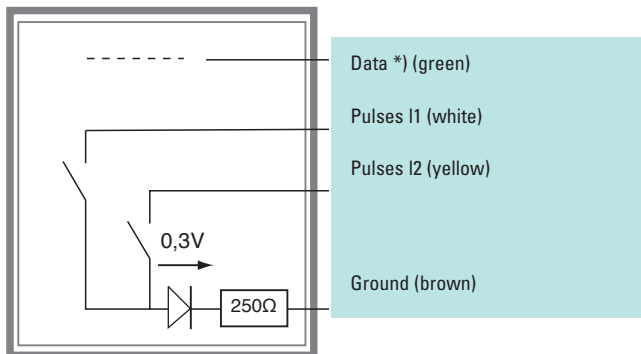 Data *) (green)
Pulses I1 (white)
Pulses I2 (yellow)
0,3V
Ground (brown)
250Ω